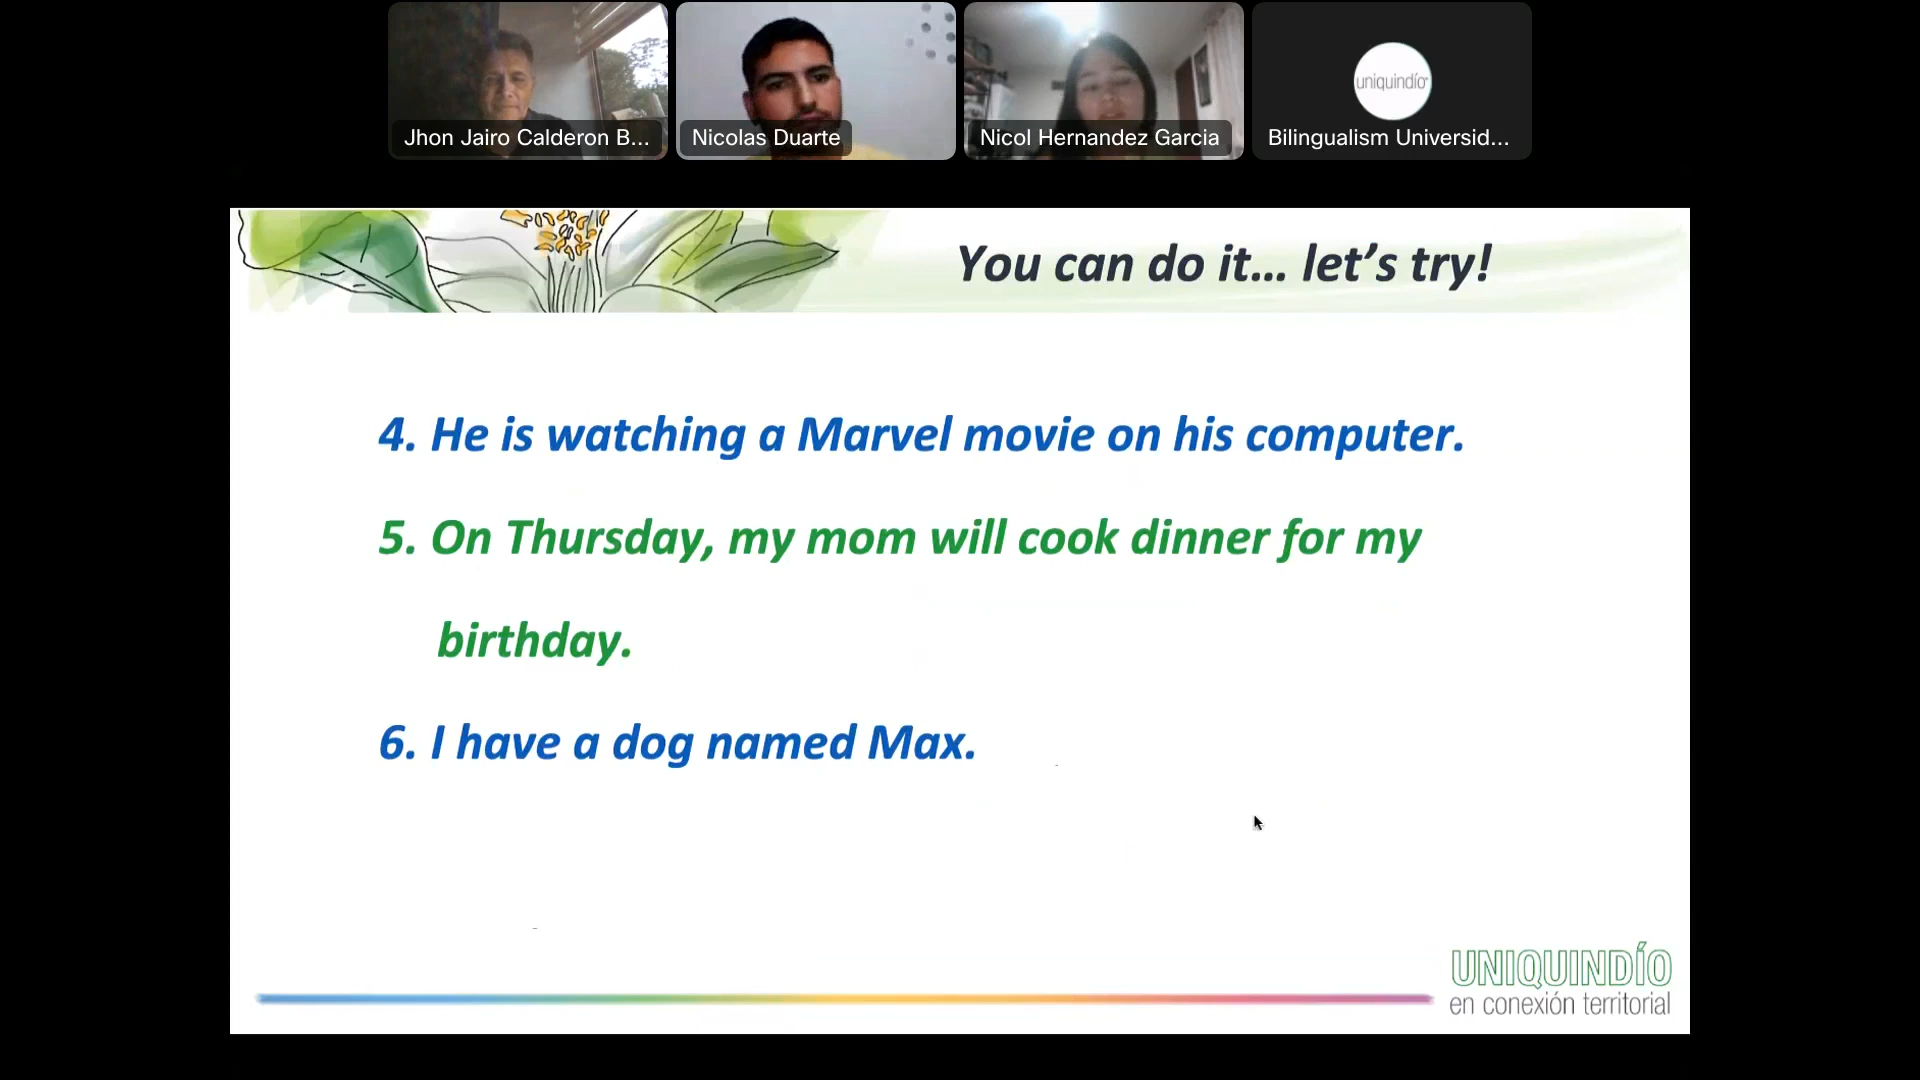 Jhon Jairo Calderon B...
Nicolas Duarte
Nicol Hernandez Garcia
uniquindío
Bilingualism Universid...
You can do it... let's try!
4. He is watching a Marvel movie on his computer.
5. On Thursday, my mom will cook dinner for my
birthday.
6. I have a dog named Max.
UNIQUINDÍO
en conexión territorial